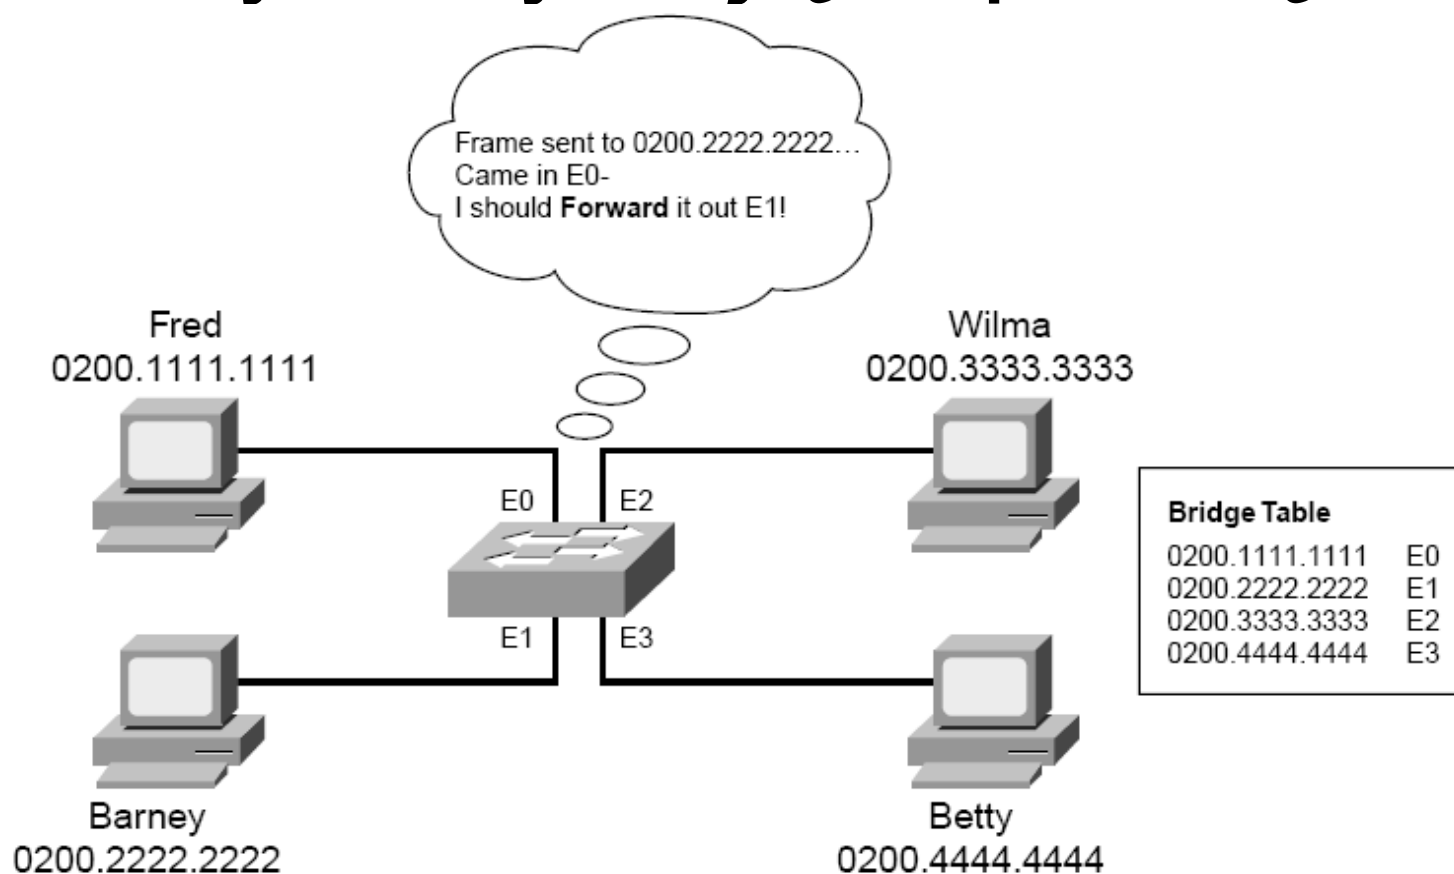 Frame sent to 0200.2222.2222...
Came in E0-
I should Forward it out E1!
Fred
0200.1111.1111
Wilma
0200.3333.3333
E0
E2
E1
E3
Bridge Table
0200.1111.1111 E0
0200.2222.2222 E1
0200.3333.3333 E2
0200.4444.4444 E3
Barney
0200.2222.2222
Betty
0200.4444.4444